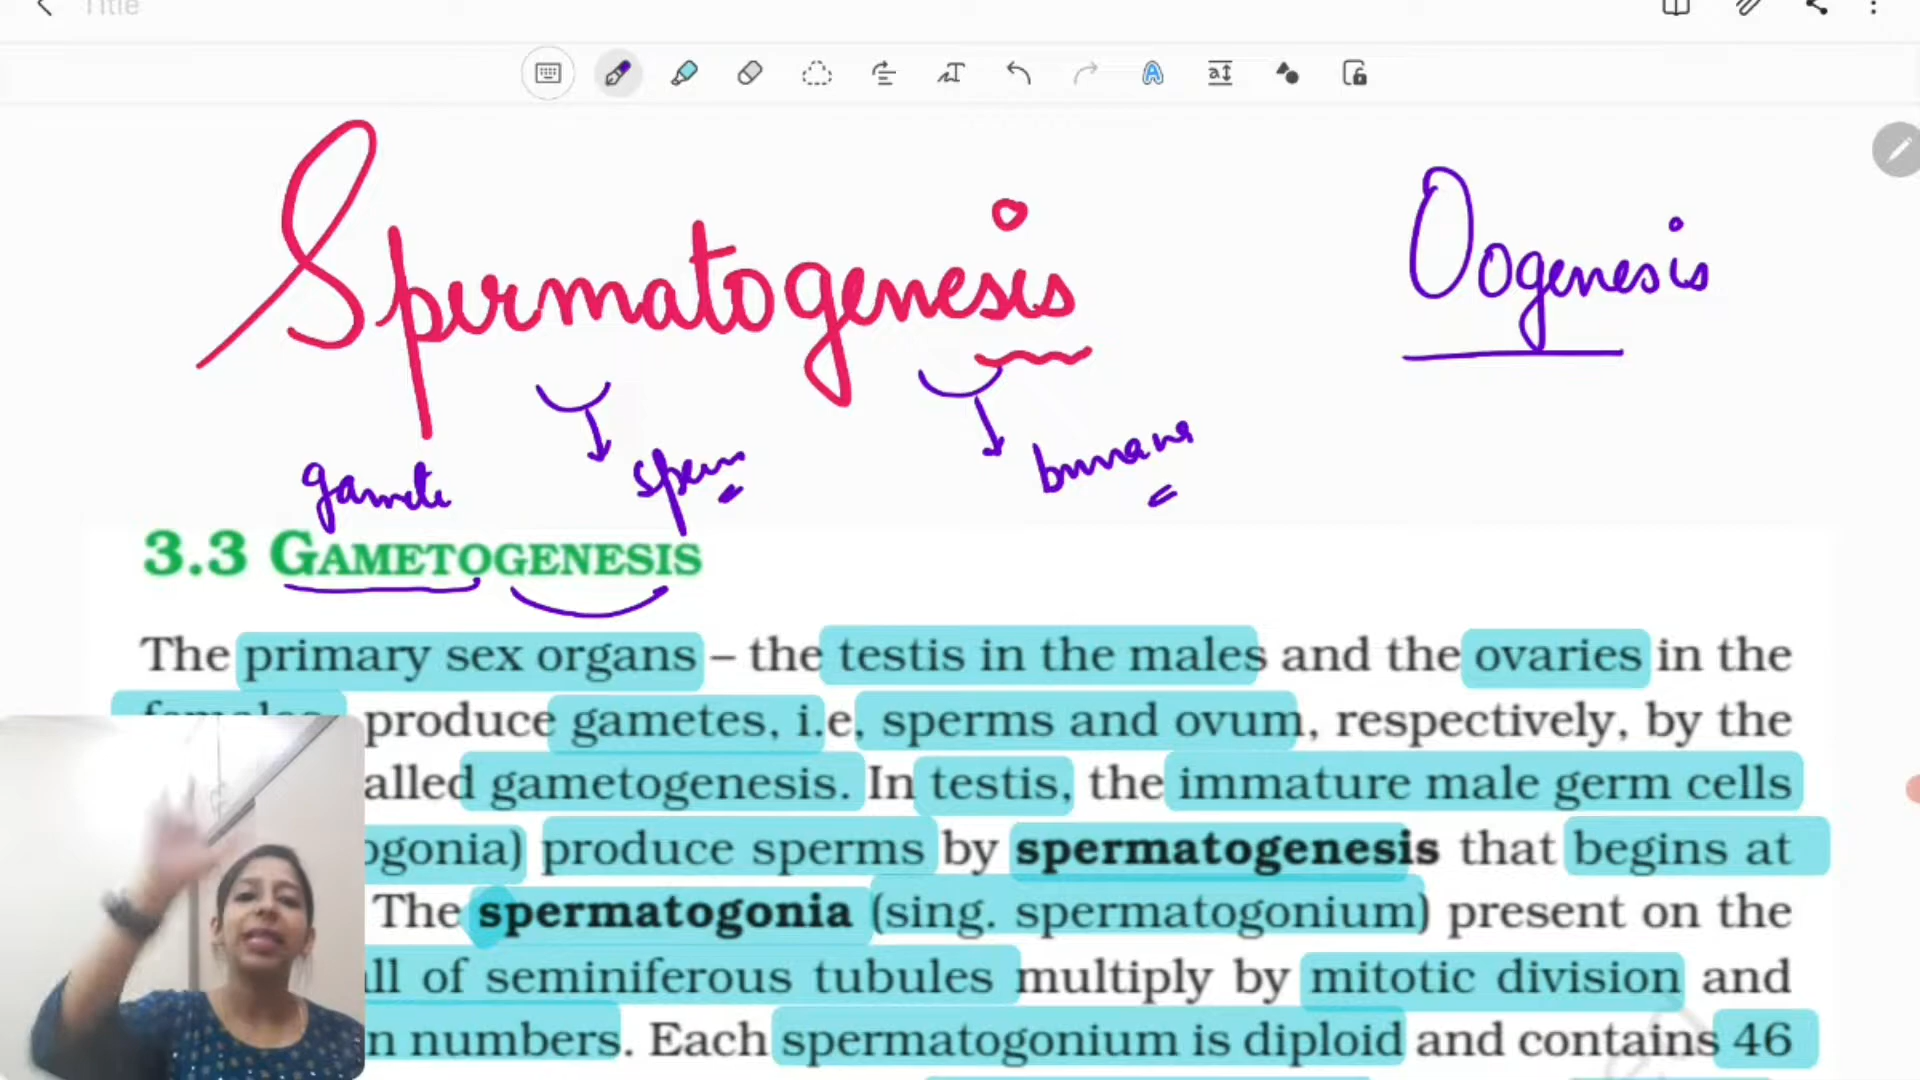 Title
Spermatogenesis
Oogenesis
gamete
sperm
3.3 GAMETOGENESIS
The primary sex organs – the testis in the males and the ovaries in the
females, produce gametes, i.e, sperms and ovum, respectively, by the
alled gametogenesis. In testis, the immature male germ cells
ogonia) produce sperms by spermatogenesis that begins at
The spermatogonia (sing. spermatogonium) present on the
ll of seminiferous tubules multiply by mitotic division and
n numbers. Each spermatogonium is diploid and contains 46